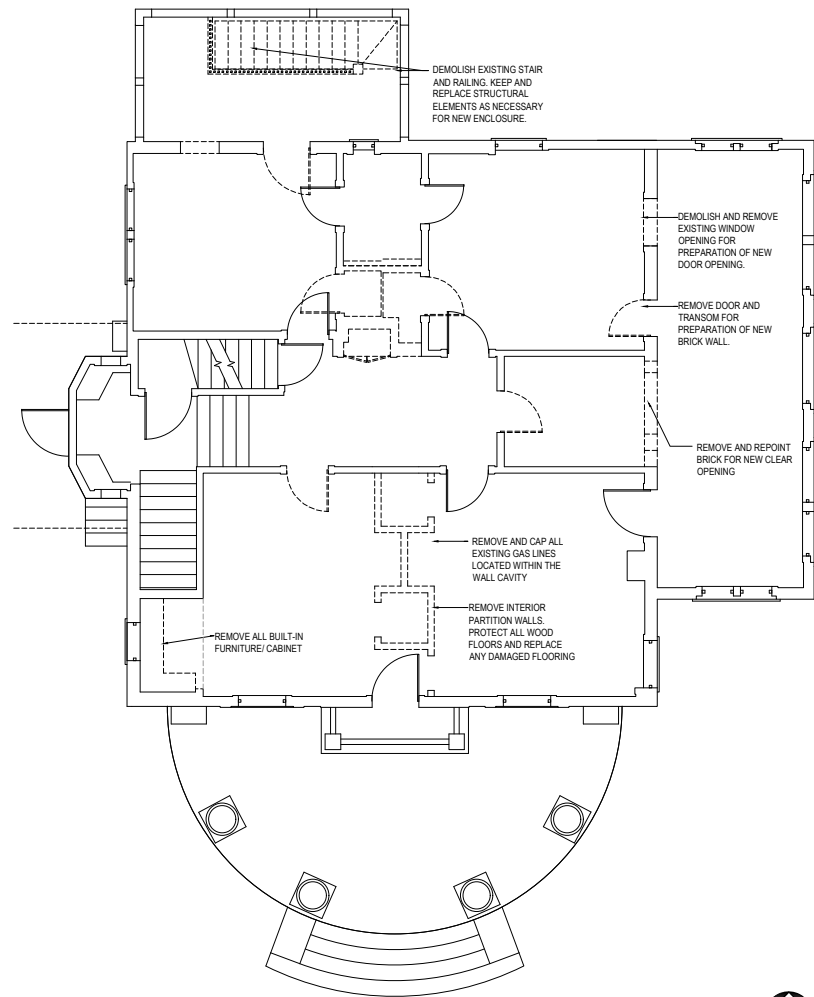 DEMOLISH EXISTING STAIR
AND RAILING. KEEP AND
REPLACE STRUCTURAL
ELEMENTS AS NECESSARY
FOR NEW ENCLOSURE.
DEMOLISH AND REMOVE
EXISTING WINDOW
OPENING FOR
PREPARATION OF NEW
DOOR OPENING.
REMOVE DOOR AND
TRANSOM FOR
PREPARATION OF NEW
BRICK WALL.
REMOVE AND REPOINT
BRICK FOR NEW CLEAR
OPENING
REMOVE AND CAP ALL
EXISTING GAS LINES
LOCATED WITHIN THE
WALL CAVITY
REMOVE INTERIOR
PARTITION WALLS.
PROTECT ALL WOOD
FLOORS AND REPLACE
ANY DAMAGED FLOORING
REMOVE ALL BUILT-IN
FURNITURE/ CABINET